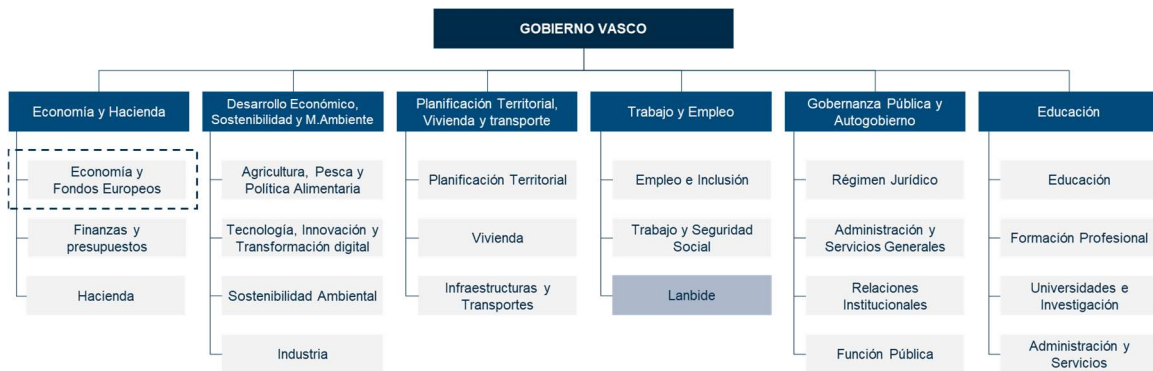 GOBIERNO VASCO
Economía y Hacienda
Economía y
Fondos Europeos
Finanzas y
presupuestos
Hacienda
Desarrollo Económico,
Sostenibilidad y M.Ambiente
Agricultura, Pesca y
Política Alimentaria
Tecnología, Innovación y
Transformación digital
Sostenibilidad Ambiental
Industria
Planificación Territorial,
Vivienda y transporte
Planificación Territorial
Vivienda
Infraestructuras y
Transportes
Trabajo y Empleo
Empleo e Inclusión
Trabajo y Seguridad
Social
Lanbide
Gobernanza Pública y
Autogobierno
Régimen Jurídico
Administración y
Servicios Generales
Relaciones
Institucionales
Función Pública
Educación
Educación
Formación Profesional
Universidades e
Investigación
Administración y
Servicios